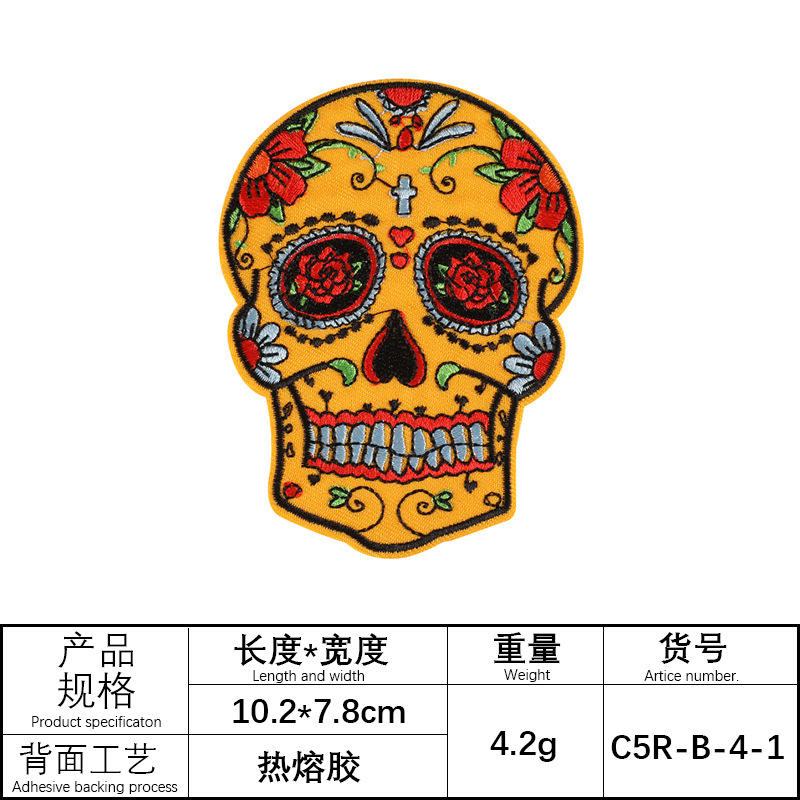 产品
规格
Product specificaton
长度*宽度
Length and width
重量
Weight
货号
Artice number.
10.2*7.8cm
4.2g
C5R-B-4-1
背面工艺
Adhesive backing process
热熔胶